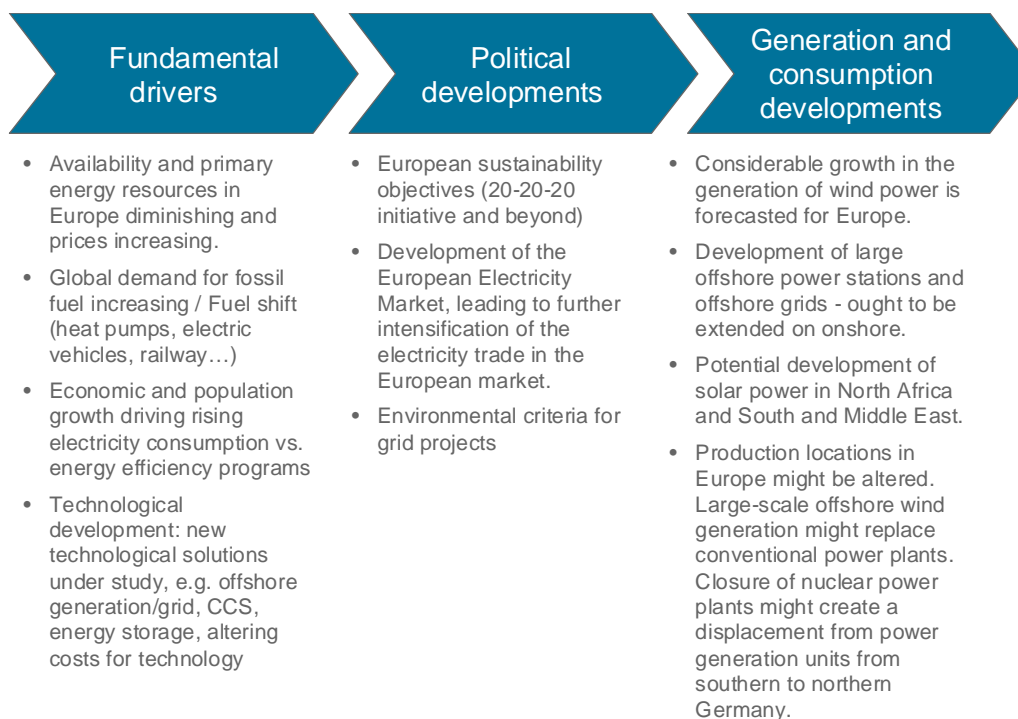 Fundamental
drivers
Political
developments
Generation and
consumption
developments
• Availability and primary
energy resources in
Europe diminishing and
prices increasing.
• Global demand for fossil
fuel increasing / Fuel shift
(heat pumps, electric
vehicles, railway…)
• Economic and population
growth driving rising
electricity consumption vs.
energy efficiency programs
• Technological
development: new
technological solutions
under study, e.g. offshore
generation/grid, CCS,
energy storage, altering
costs for technology
• European sustainability
objectives (20-20-20
initiative and beyond)
• Development of the
European Electricity
Market, leading to further
intensification of the
electricity trade in the
European market.
• Environmental criteria for
grid projects
• Considerable growth in the
generation of wind power is
forecasted for Europe.
• Development of large
offshore power stations and
offshore grids - ought to be
extended on onshore.
• Potential development of
solar power in North Africa
and South and Middle East.
• Production locations in
Europe might be altered.
Large-scale offshore wind
generation might replace
conventional power plants.
Closure of nuclear power
plants might create a
displacement from power
generation units from
southern to northern
Germany.